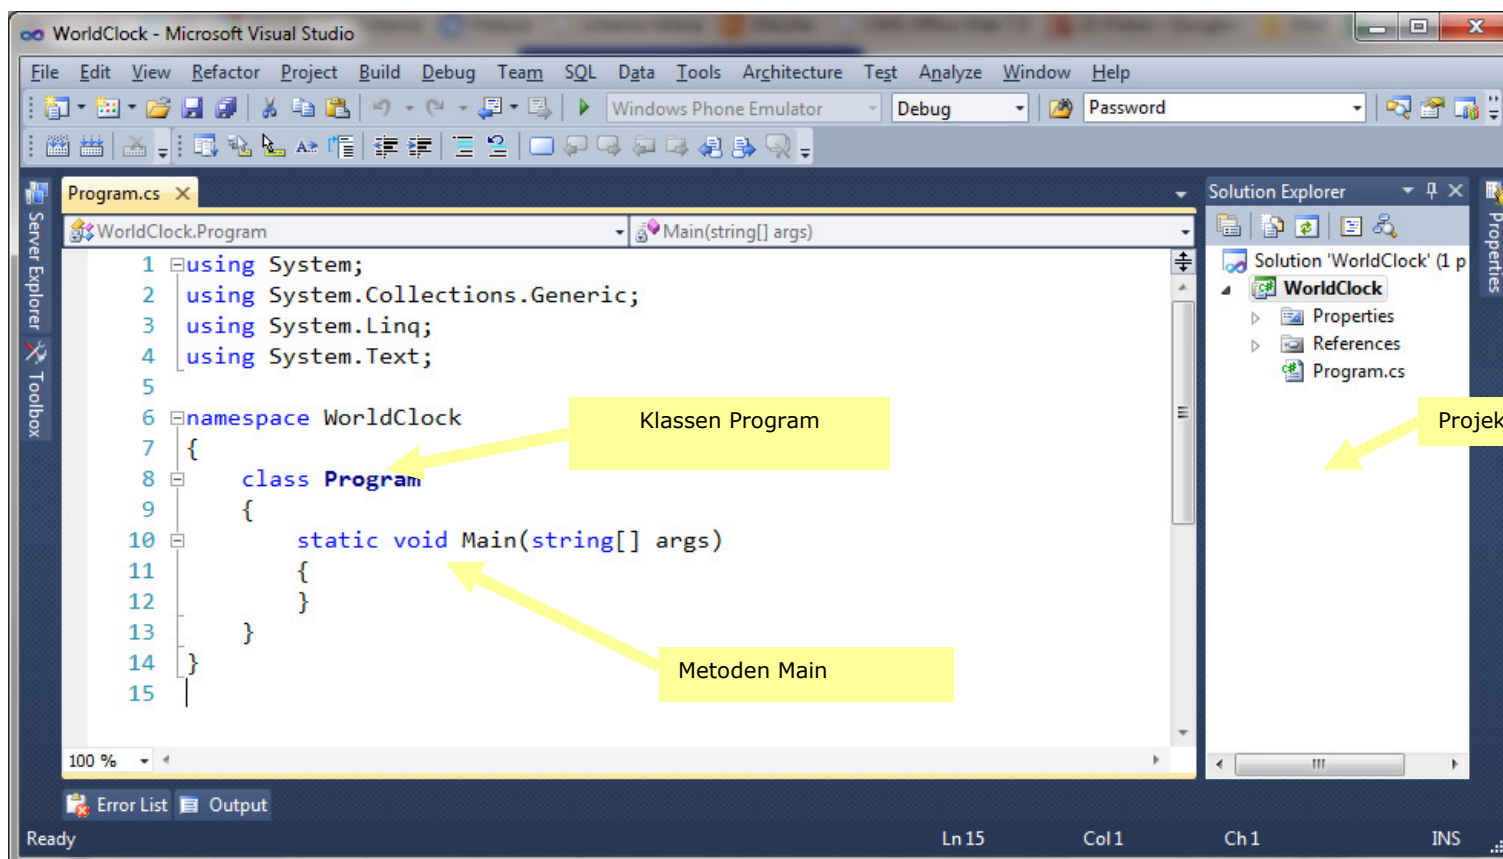 WorldClock - Microsoft Visual Studio
File Edit View Refactor Project Build Debug Team SQL Data Tools Architecture Test Analyze Window Help
Windows Phone Emulator Debug Password
Server Explorer
Toolbox
Program.cs
WorldClock.Program Main(string[] args)
1 using System;
2 using System.Collections.Generic;
3 using System.Linq;
4 using System.Text;
5
6 namespace WorldClock
7 {
8 class Program
9 {
10 static void Main(string[] args)
11 {
12 }
13 }
14 }
15
Klassen Program
Metoden Main
100 %
Solution Explorer
Solution 'WorldClock' (1 p
WorldClock
Properties
References
Program.cs
Projek
Properties
Error List Output
Ready Ln 15 Col 1 Ch 1 INS